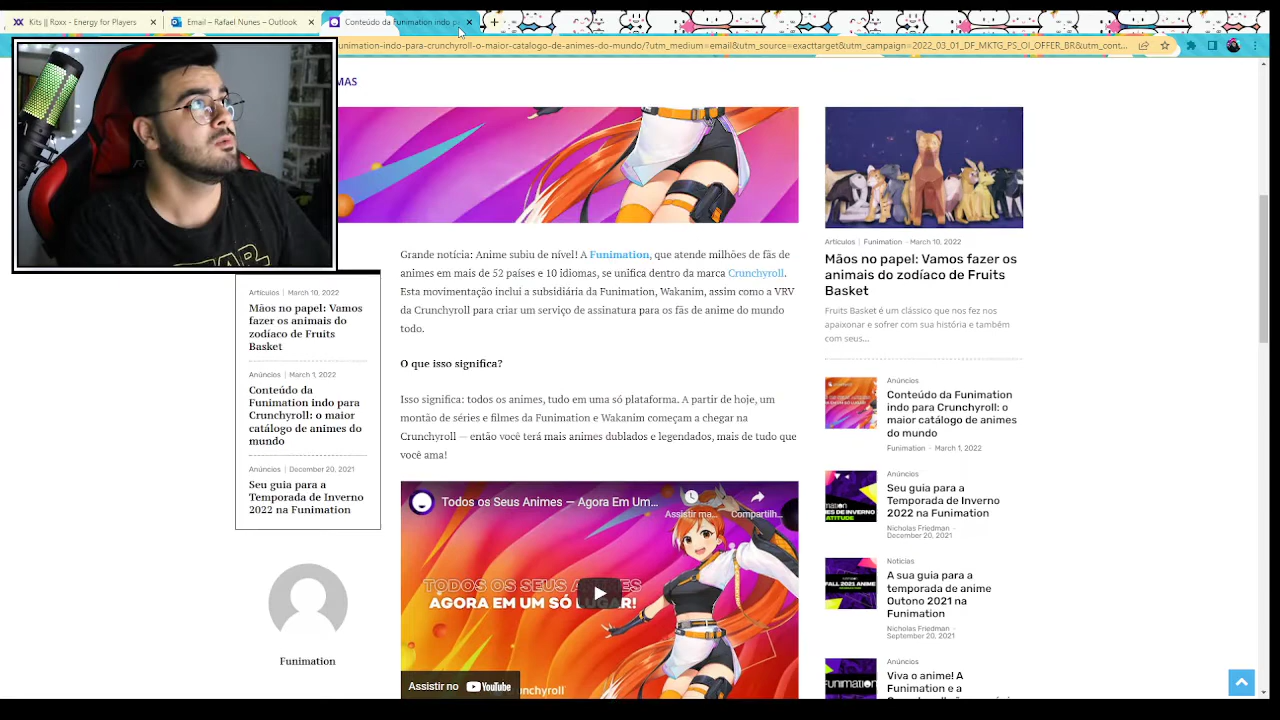 Kits || Roxx - Energy for Players
Email – Rafael Nunes – Outlook
Conteúdo da Funimation indo pa
unimation-indo-para-crunchyroll-o-maior-catalogo-de-animes-do-mundo/?utm_medium=email&utm_source=exacttarget&utm_campaign=2022_03_01_DF_MKTG_PS_OI_OFFER_BR&utm_cont...
MAS
Artículos | March 10, 2022
Mãos no papel: Vamos
fazer os animais do
zodíaco de Fruits
Basket
Anúncios | March 1, 2022
Conteúdo da
Funimation indo para
Crunchyroll: o maior
catálogo de animes do
mundo
Anúncios | December 20, 2021
Seu guia para a
Temporada de Inverno
2022 na Funimation
Funimation
Grande notícia: Anime subiu de nível! A Funimation, que atende milhões de fãs de
animes em mais de 52 países e 10 idiomas, se unifica dentro da marca Crunchyroll.
Esta movimentação inclui a subsidiária da Funimation, Wakanim, assim como a VRV
da Crunchyroll para criar um serviço de assinatura para os fãs de anime do mundo
todo.
O que isso significa?
Isso significa: todos os animes, tudo em uma só plataforma. A partir de hoje, um
montão de séries e filmes da Funimation e Wakanim começam a chegar na
Crunchyroll — então você terá mais animes dublados e legendados, mais de tudo que
você ama!
Todos os Seus Animes — Agora Em Um...
Assistir ma...
Compartilh...
TODOS OS SEUS ANIMES
AGORA EM UM SÓ LUGAR!
Assistir no YouTube
nchyroll
Artículos | Funimation - March 10, 2022
Mãos no papel: Vamos fazer os
animais do zodíaco de Fruits
Basket
Fruits Basket é um clássico que nos fez nos
apaixonar e sofrer com sua história e também
com seus...
Anúncios
Conteúdo da Funimation
indo para Crunchyroll: o
maior catálogo de animes
do mundo
Funimation - March 1, 2022
Anúncios
Seu guia para a
Temporada de Inverno
2022 na Funimation
Nicholas Friedman -
December 20, 2021
Noticias
A sua guia para a
temporada de anime
Outono 2021 na
Funimation
Nicholas Friedman -
September 20, 2021
Anúncios
Viva o anime! A
Funimation e a